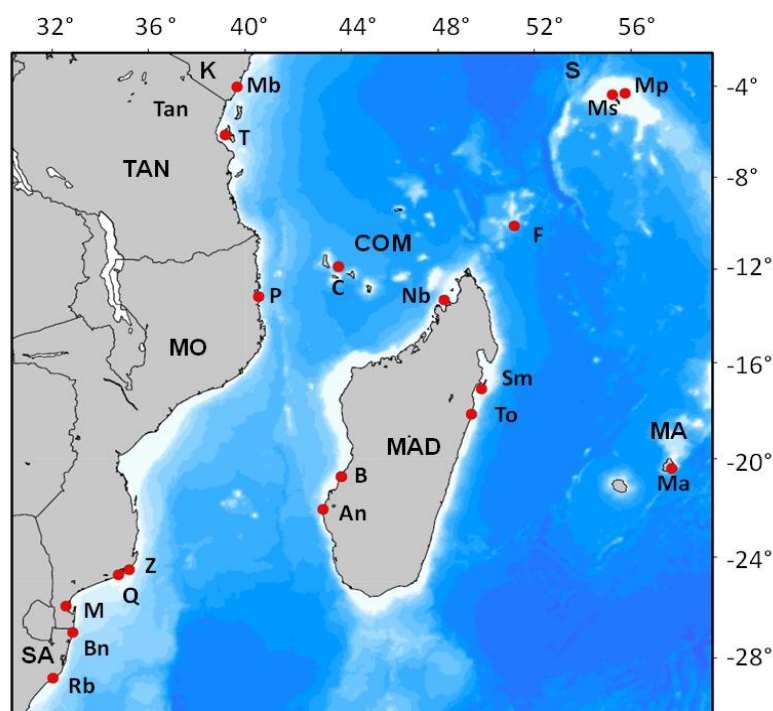 32° 36° 40° 44° 48° 52° 56°
K S
Mb Mp
Ms
-4°
Tan
T
TAN
-8°
F
COM
-12°
C
Nb
P
MO
-16°
Sm
To
MA
MAD
-20°
B
Ma
An
-24°
Z
Q
M
Bn
SA
-28°
Rb